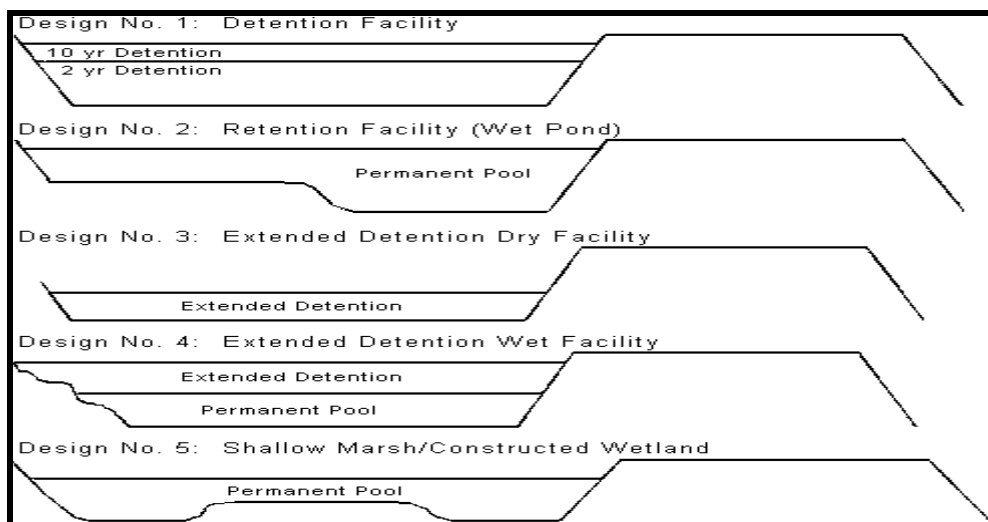 Design No. 1: Detention Facility
10 yr Detention
2 yr Detention
Design No. 2: Retention Facility (Wet Pond)
Permanent Pool
Design No. 3: Extended Detention Dry Facility
Extended Detention
Design No. 4: Extended Detention Wet Facility
Extended Detention
Permanent Pool
Design No. 5: Shallow Marsh/Constructed Wetland
Permanent Pool